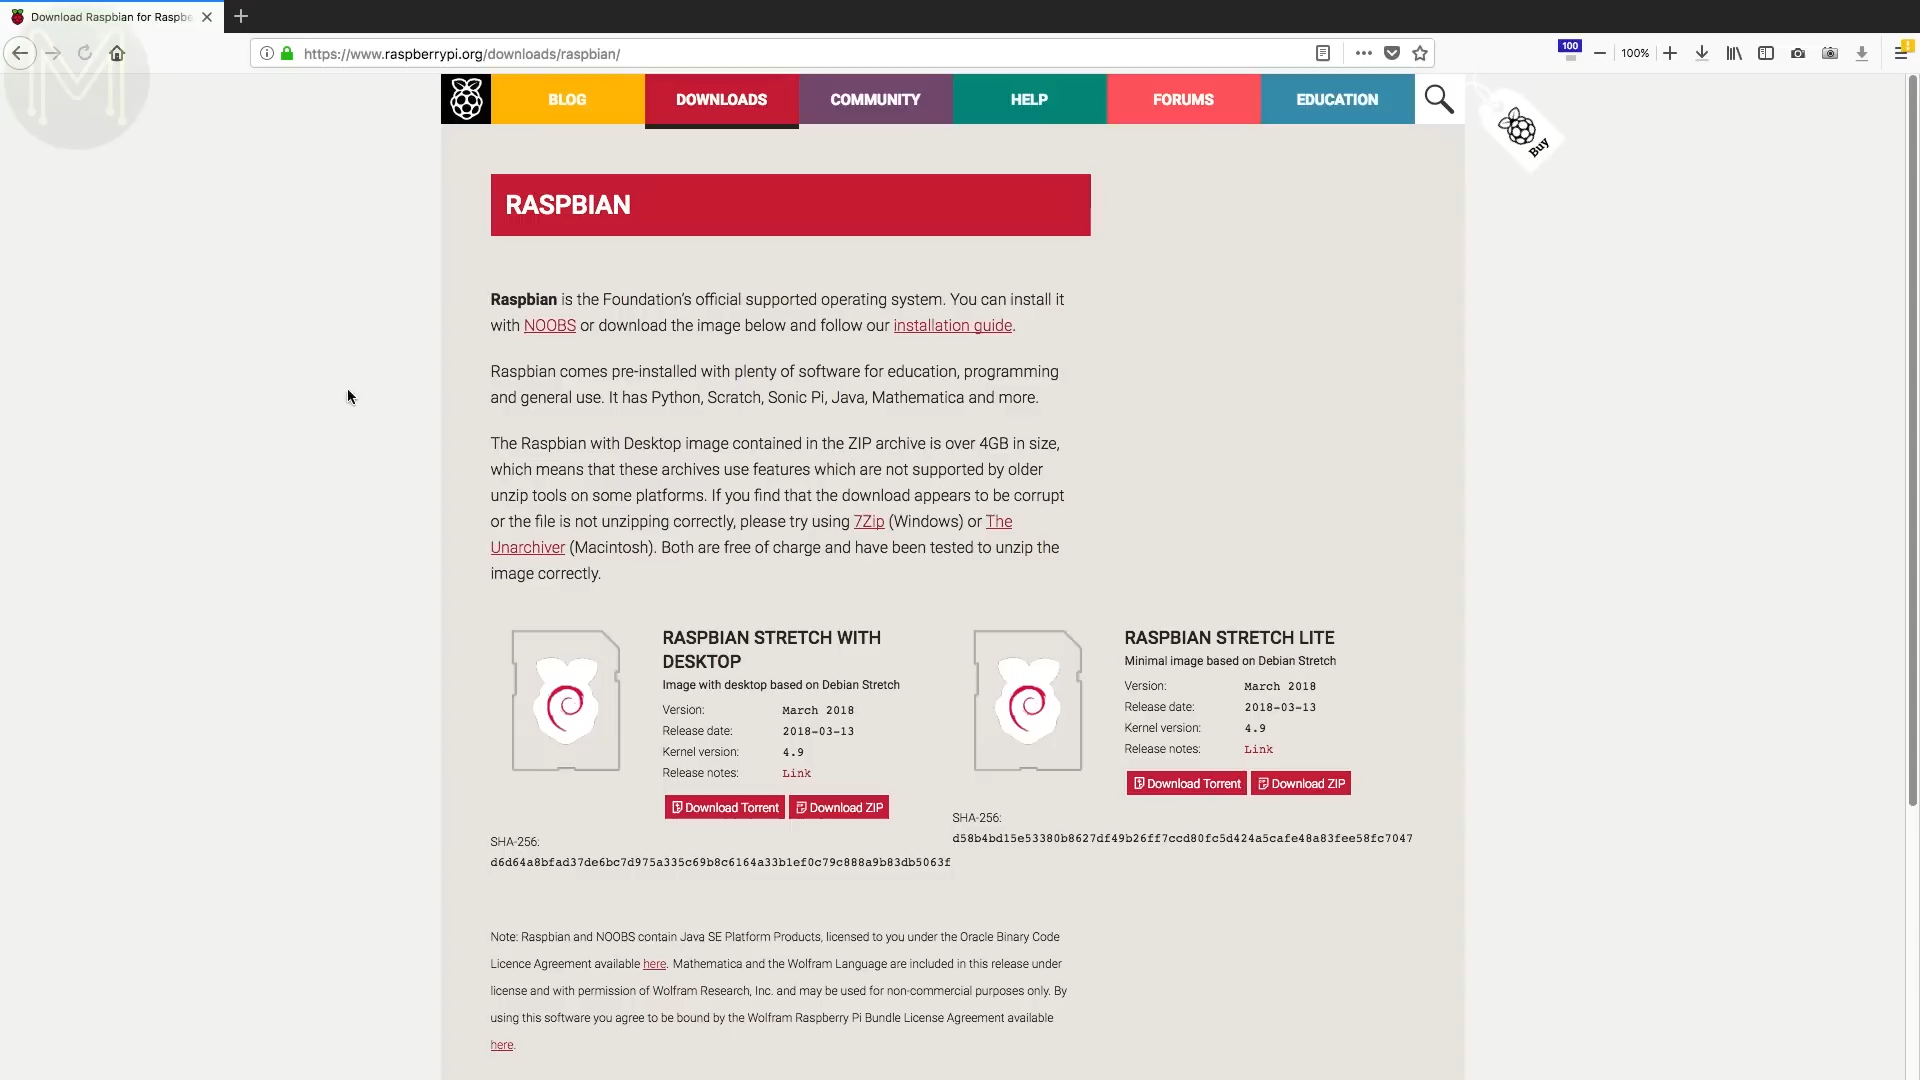 Download Raspbian for Raspbe
https://www.raspberrypi.org/downloads/raspbian/
100
100%
BLOG
DOWNLOADS
COMMUNITY
HELP
FORUMS
EDUCATION
Buy
RASPBIAN
Raspbian is the Foundation's official supported operating system. You can install it
with NOOBS or download the image below and follow our installation guide.
Raspbian comes pre-installed with plenty of software for education, programming
and general use. It has Python, Scratch, Sonic Pi, Java, Mathematica and more.
The Raspbian with Desktop image contained in the ZIP archive is over 4GB in size,
which means that these archives use features which are not supported by older
unzip tools on some platforms. If you find that the download appears to be corrupt
or the file is not unzipping correctly, please try using 7Zip (Windows) or The
Unarchiver (Macintosh). Both are free of charge and have been tested to unzip the
image correctly.
RASPBIAN STRETCH WITH
DESKTOP
Image with desktop based on Debian Stretch
Version: March 2018
Release date: 2018-03-13
Kernel version: 4.9
Release notes: Link
Download Torrent Download ZIP
SHA-256:
d6d64a8bfad37de6bc7d975a335c69b8c6164a33b1ef0c79c888a9b83db5063f
RASPBIAN STRETCH LITE
Minimal image based on Debian Stretch
Version: March 2018
Release date: 2018-03-13
Kernel version: 4.9
Release notes: Link
Download Torrent Download ZIP
SHA-256:
d58b4bd15e53380b8627df49b26ff7ccd80fc5d424a5cafe48a83fee58fc7047
Note: Raspbian and NOOBS contain Java SE Platform Products, licensed to you under the Oracle Binary Code
Licence Agreement available here. Mathematica and the Wolfram Language are included in this release under
license and with permission of Wolfram Research, Inc. and may be used for non-commercial purposes only. By
using this software you agree to be bound by the Wolfram Raspberry Pi Bundle License Agreement available
here.